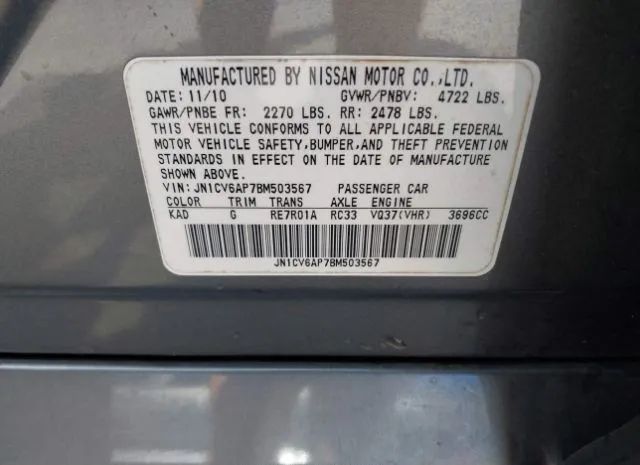 MANUFACTURED BY NISSAN MOTOR CO.,LTD.
DATE: 11/10 GVWR/PNBV: 4722 LBS.
GAWR/PNBE FR: 2270 LBS. RR: 2478 LBS.
THIS VEHICLE CONFORMS TO ALL APPLICABLE FEDERAL
MOTOR VEHICLE SAFETY,BUMPER,AND THEFT PREVENTION
STANDARDS IN EFFECT ON THE DATE OF MANUFACTURE
SHOWN ABOVE.
VIN: JN1CV6AP7BM503567 PASSENGER CAR
COLOR TRIM TRANS AXLE ENGINE
KAD G RE7R01A RC33 VQ37(VHR) 3696CC
JN1CV6AP7BM503567